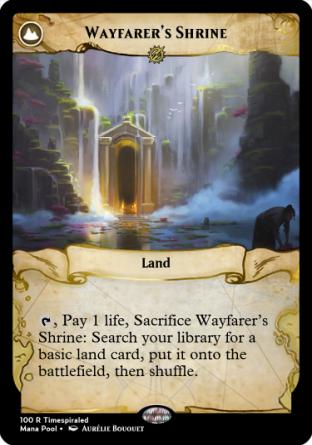 Wayfarer's Shrine
Land
, Pay 1 life, Sacrifice Wayfarer's
Shrine: Search your library for a
basic land card, put it onto the
battlefield, then shuffle.
100 R Timespiraled
Mana Pool • Aurélie Bouquet